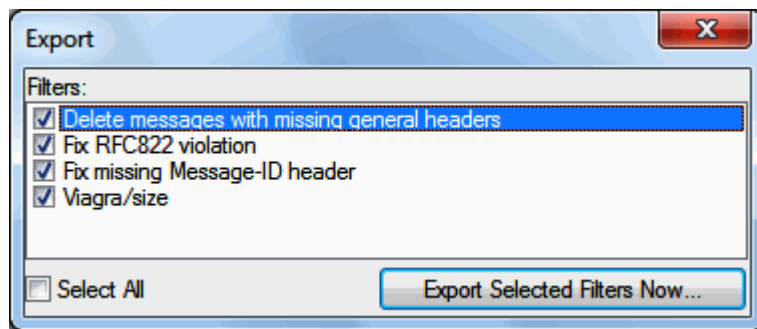 Export
Filters:
Delete messages with missing general headers
Fix RFC822 violation
Fix missing Message-ID header
Viagra/size
Select All
Export Selected Filters Now...